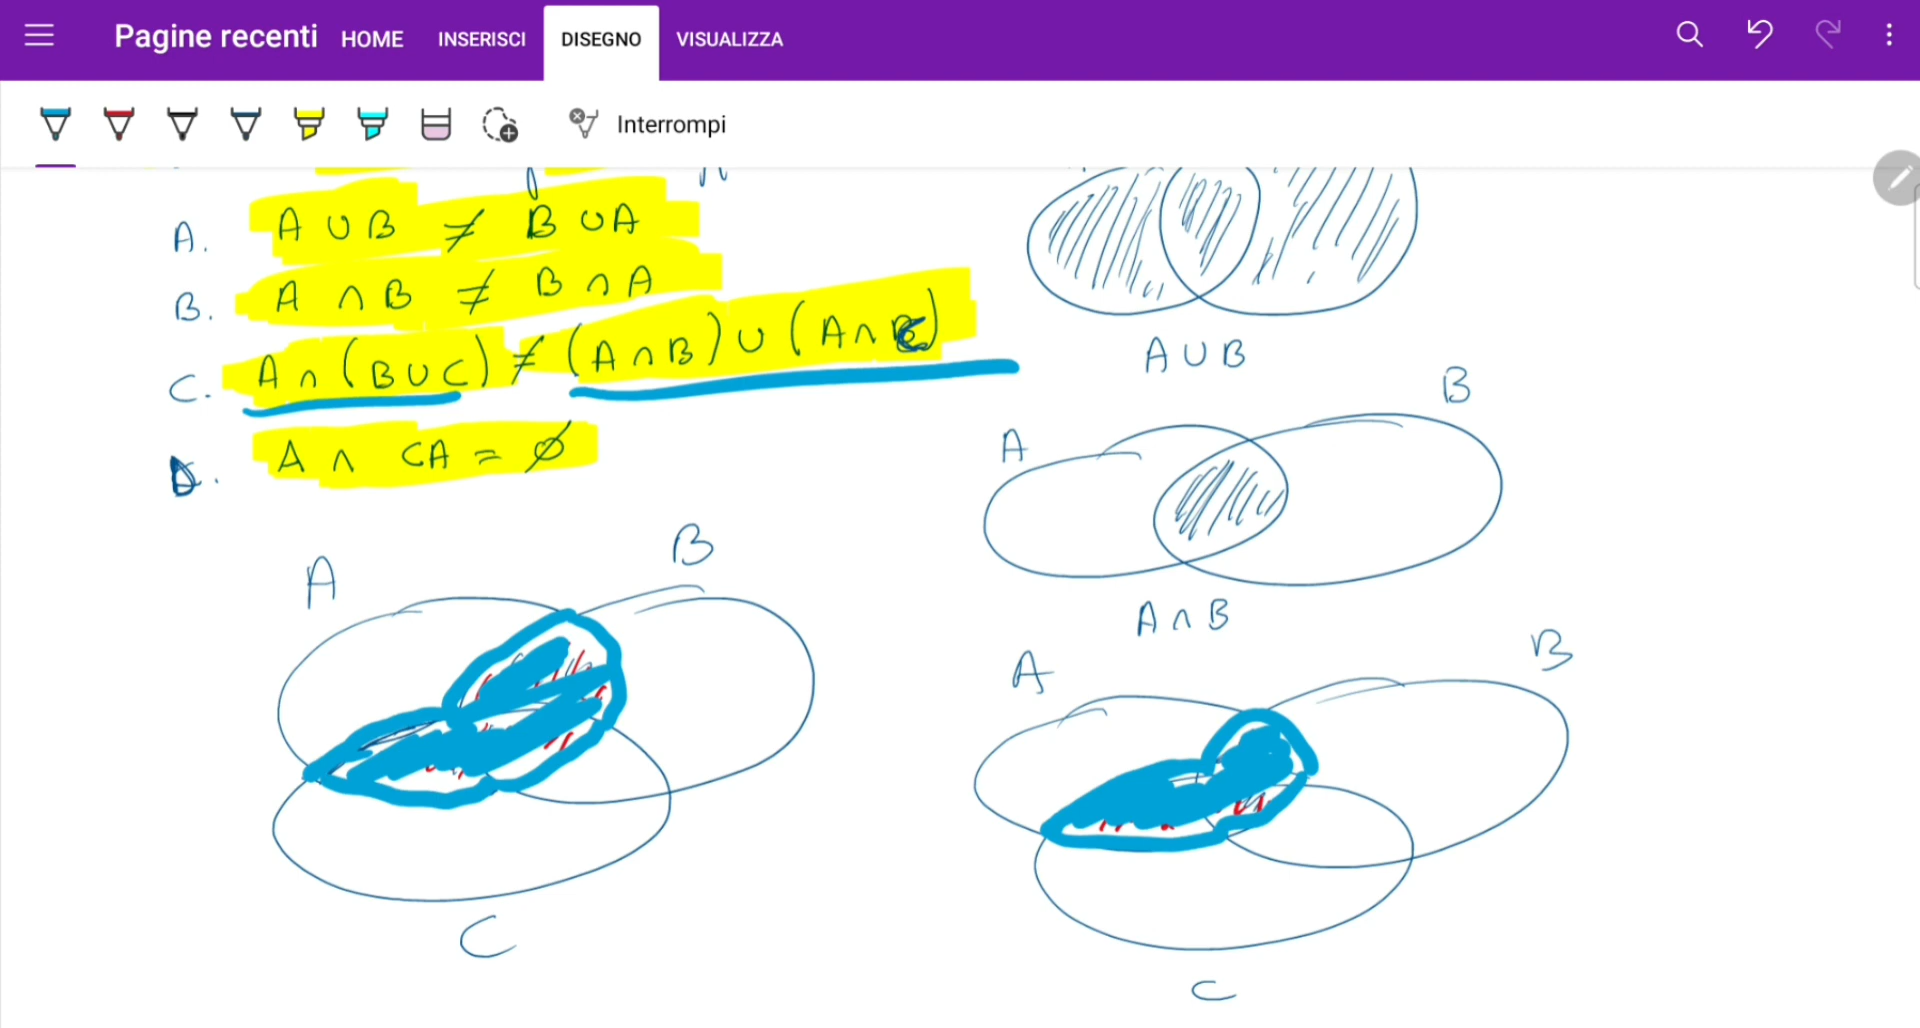 Pagine recenti HOME INSERISCI DISEGNO VISUALIZZA
Interrompi
A. A ∪ B ≠ B ∪ A
B. A ∩ B ≠ B ∩ A
C. A ∩ (B ∪ C) ≠ (A ∩ B) ∪ (A ∩ C)
D. A ∩ CA = ∅
A ∪ B
A B
A ∩ B
A B
C
A B
C